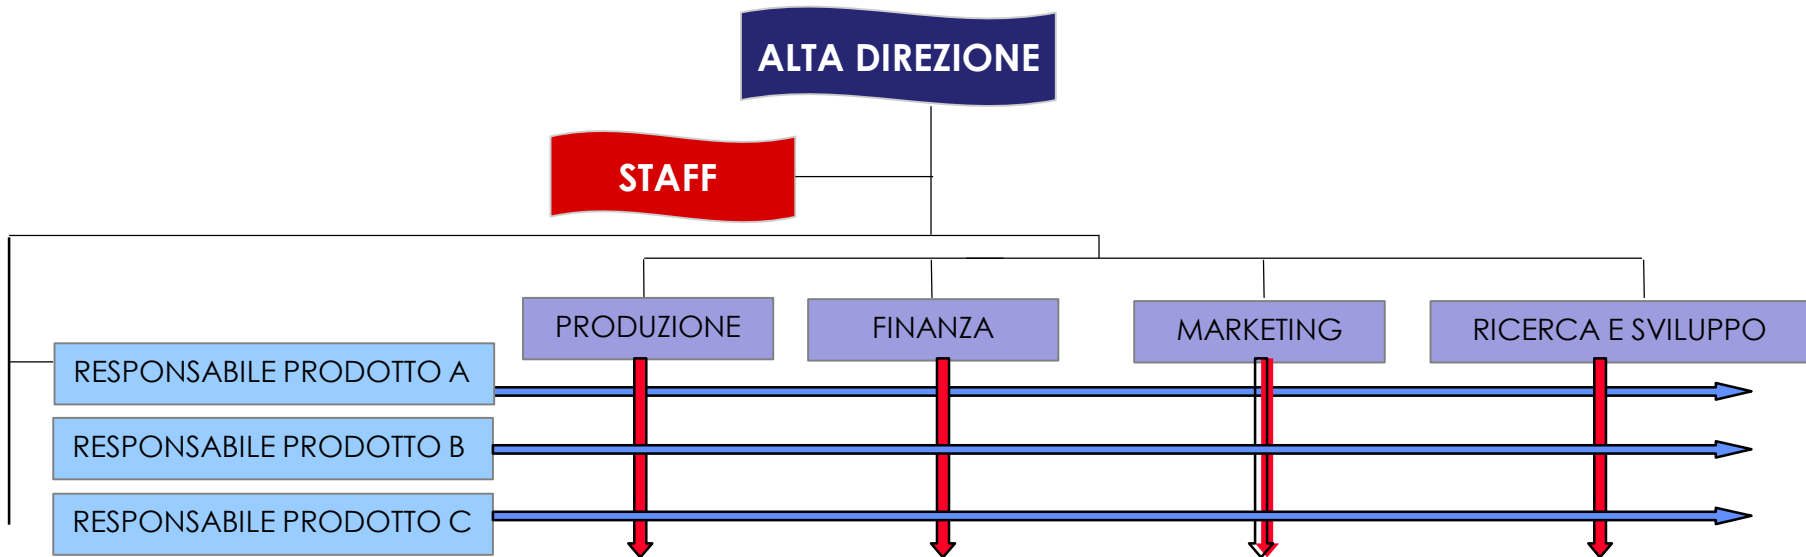 ALTA DIREZIONE
STAFF
PRODUZIONE
FINANZA
MARKETING
RICERCA E SVILUPPO
RESPONSABILE PRODOTTO A
RESPONSABILE PRODOTTO B
RESPONSABILE PRODOTTO C